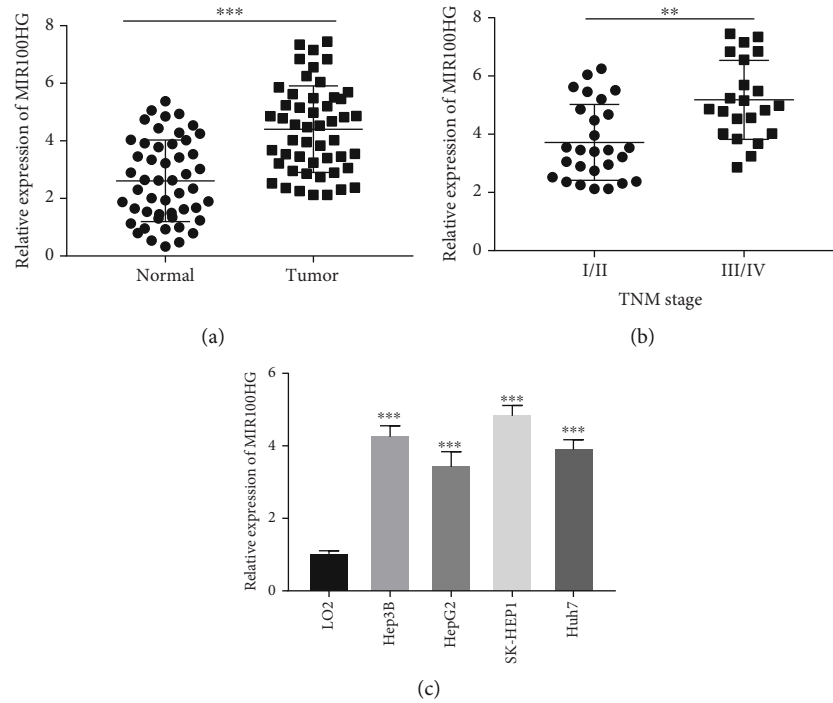 ***
Relative expression of MIR100HG
8
6
4
2
0
Normal
Tumor
(a)
**
Relative expression of MIR100HG
8
6
4
2
0
I/II
III/IV
TNM stage
(b)
Relative expression of MIR100HG
6
4
2
0
***
***
***
***
LO2
Hep3B
HepG2
SK-HEP1
Huh7
(c)